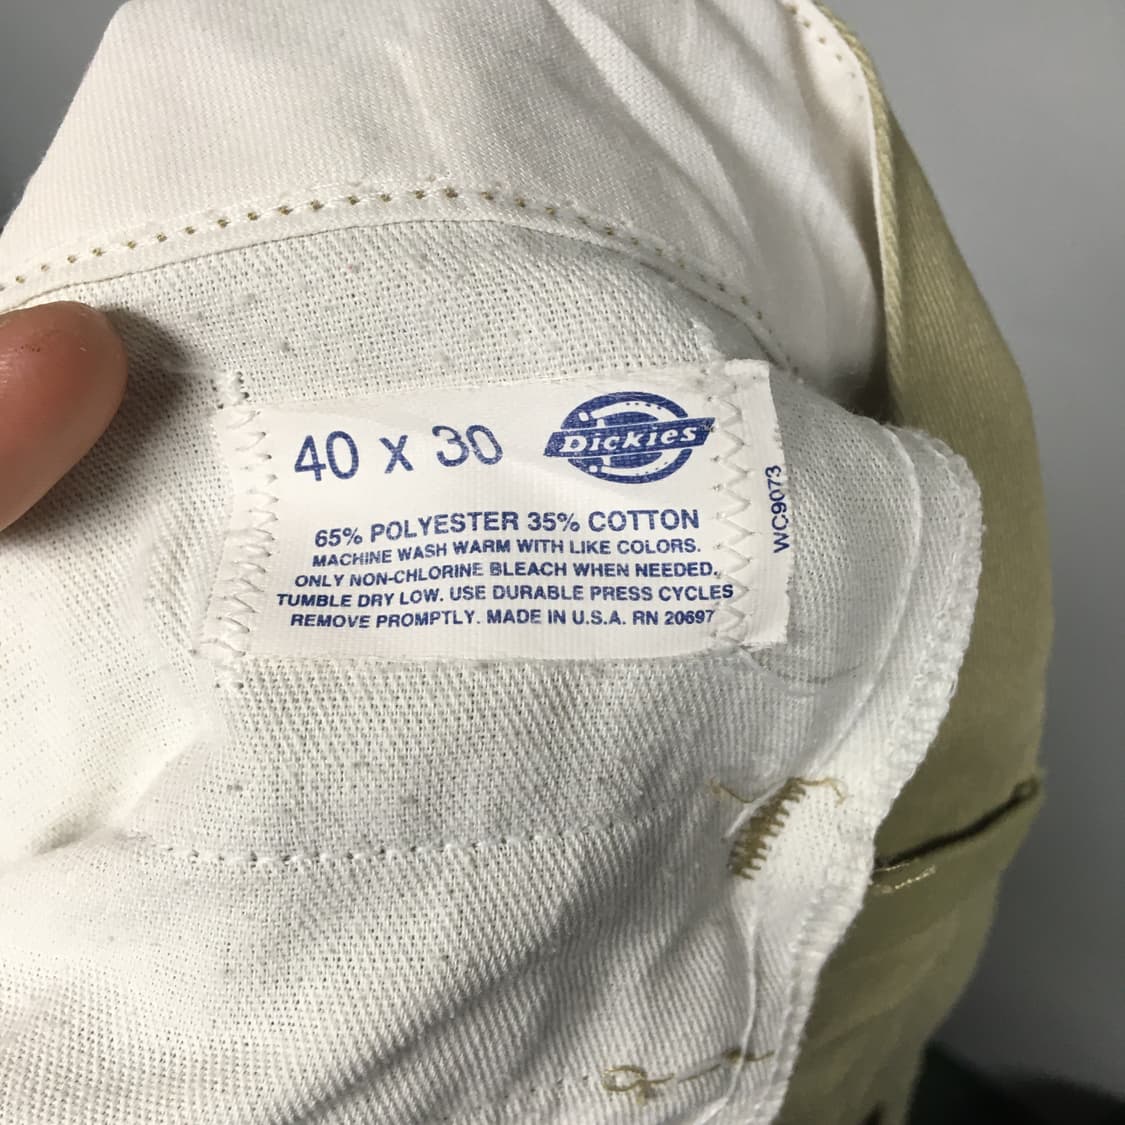 40 x 30
Dickies
65% POLYESTER 35% COTTON
MACHINE WASH WARM WITH LIKE COLORS.
ONLY NON-CHLORINE BLEACH WHEN NEEDED.
TUMBLE DRY LOW. USE DURABLE PRESS CYCLES
REMOVE PROMPTLY. MADE IN U.S.A. RN 20697
WC9073